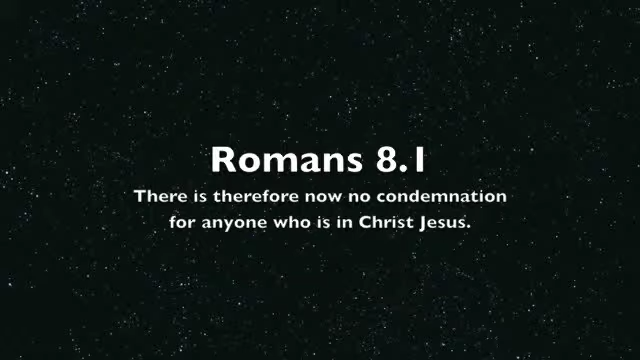 Romans 8.1
There is therefore now no condemnation
for anyone who is in Christ Jesus.